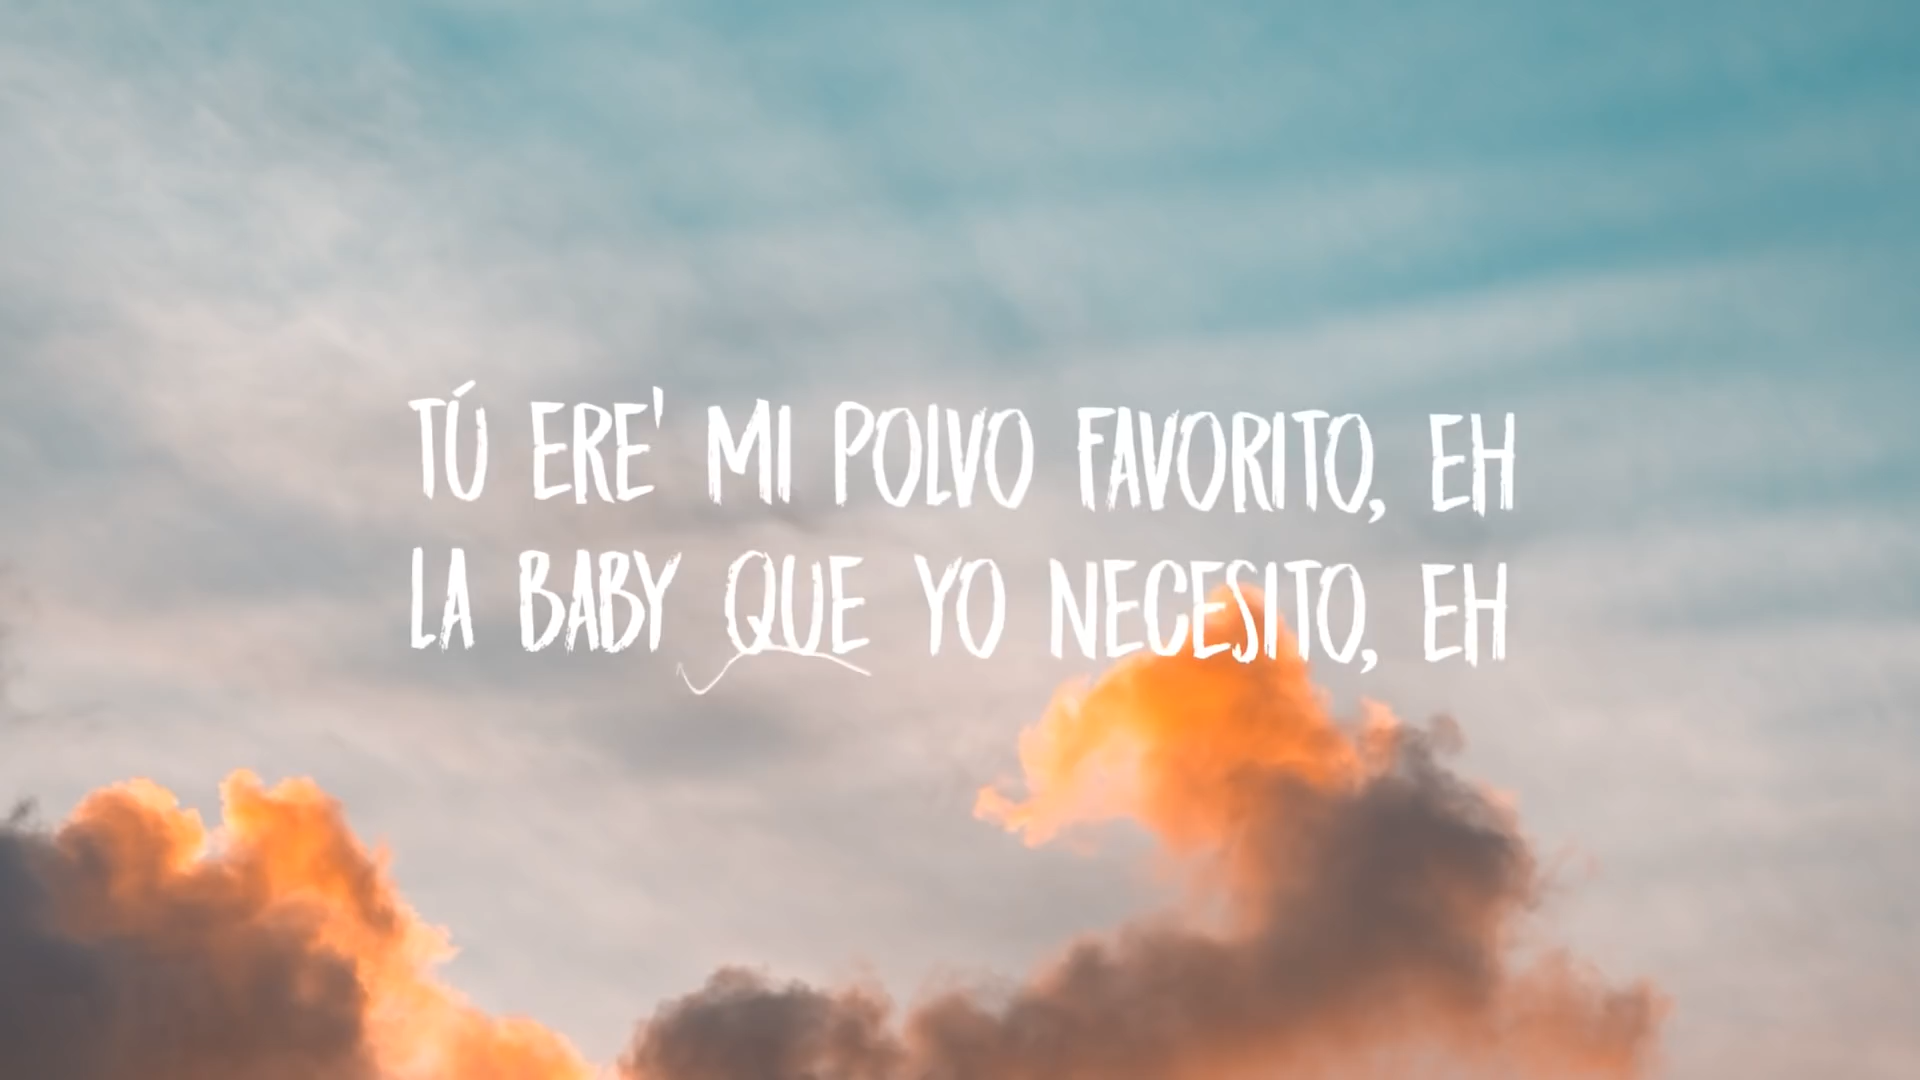 TÚ ERE' MI POLVO FAVORITO, EH
LA BABY QUE YO NECESITO, EH